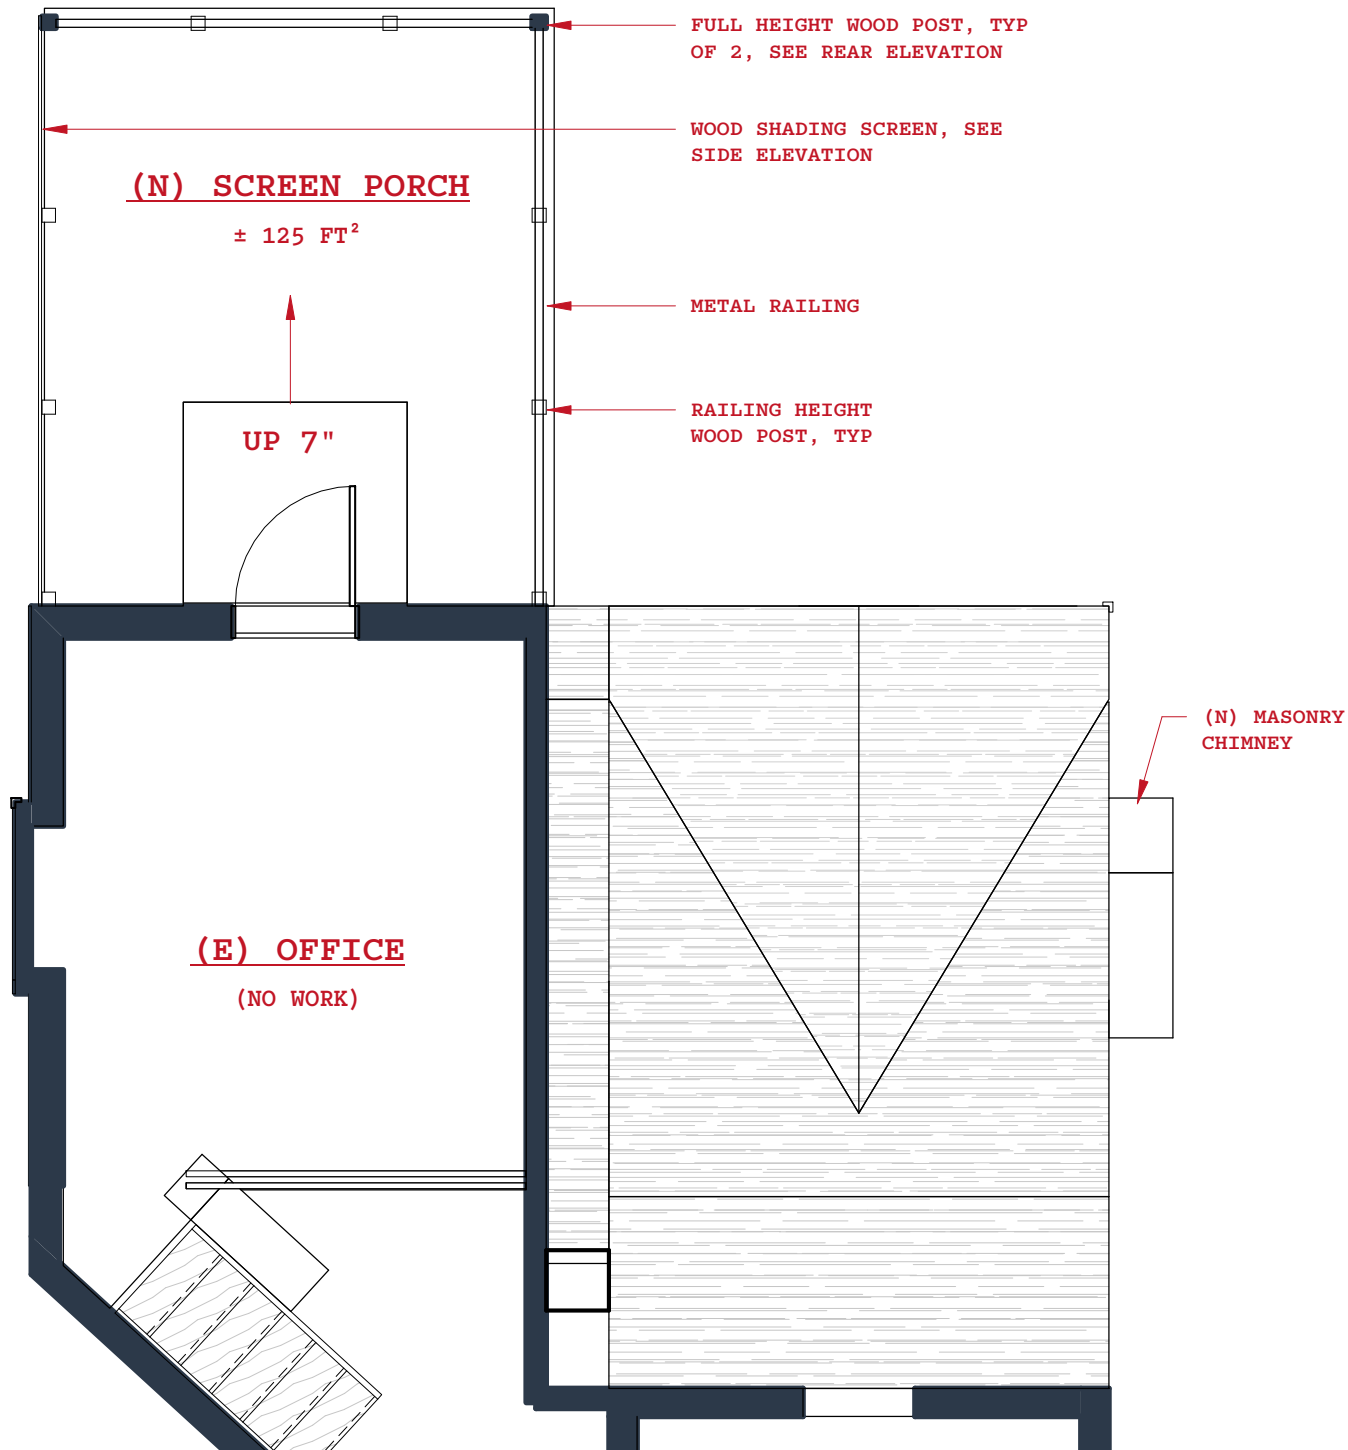 FULL HEIGHT WOOD POST, TYP
OF 2, SEE REAR ELEVATION
WOOD SHADING SCREEN, SEE
SIDE ELEVATION
(N) SCREEN PORCH
± 125 FT²
METAL RAILING
RAILING HEIGHT
WOOD POST, TYP
UP 7"
(N) MASONRY
CHIMNEY
(E) OFFICE
(NO WORK)